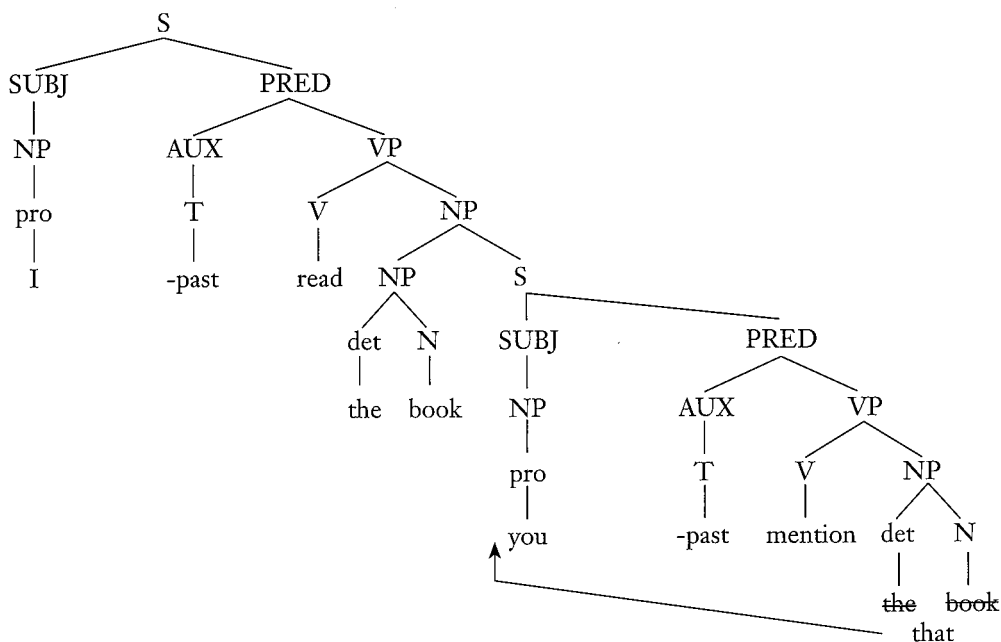 S
SUBJ PRED
NP AUX VP
pro T V NP
I -past read NP S
det N SUBJ PRED
the book NP AUX VP
pro T V NP
you -past mention det N
the book
that